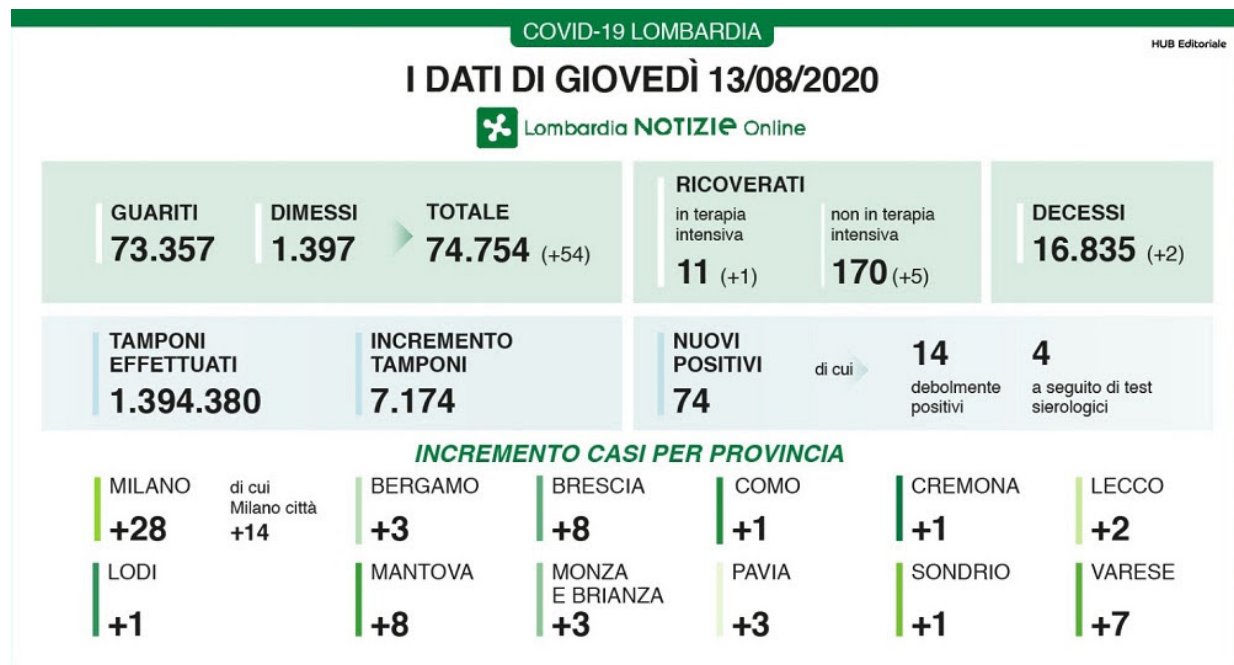 COVID-19 LOMBARDIA
HUB Editoriale
I DATI DI GIOVEDÌ 13/08/2020
Lombardia NOTIZIe Online
GUARITI
73.357
DIMESSI
1.397
TOTALE
74.754 (+54)
RICOVERATI
in terapia
intensiva
11 (+1)
non in terapia
intensiva
170 (+5)
DECESSI
16.835 (+2)
TAMPONI
EFFETTUATI
1.394.380
INCREMENTO
TAMPONI
7.174
NUOVI
POSITIVI
74
di cui
14
debolmente
positivi
4
a seguito di test
sierologici
INCREMENTO CASI PER PROVINCIA
MILANO
+28
di cui
Milano città
+14
BERGAMO
+3
BRESCIA
+8
COMO
+1
CREMONA
+1
LECCO
+2
LODI
+1
MANTOVA
+8
MONZA
E BRIANZA
+3
PAVIA
+3
SONDRIO
+1
VARESE
+7